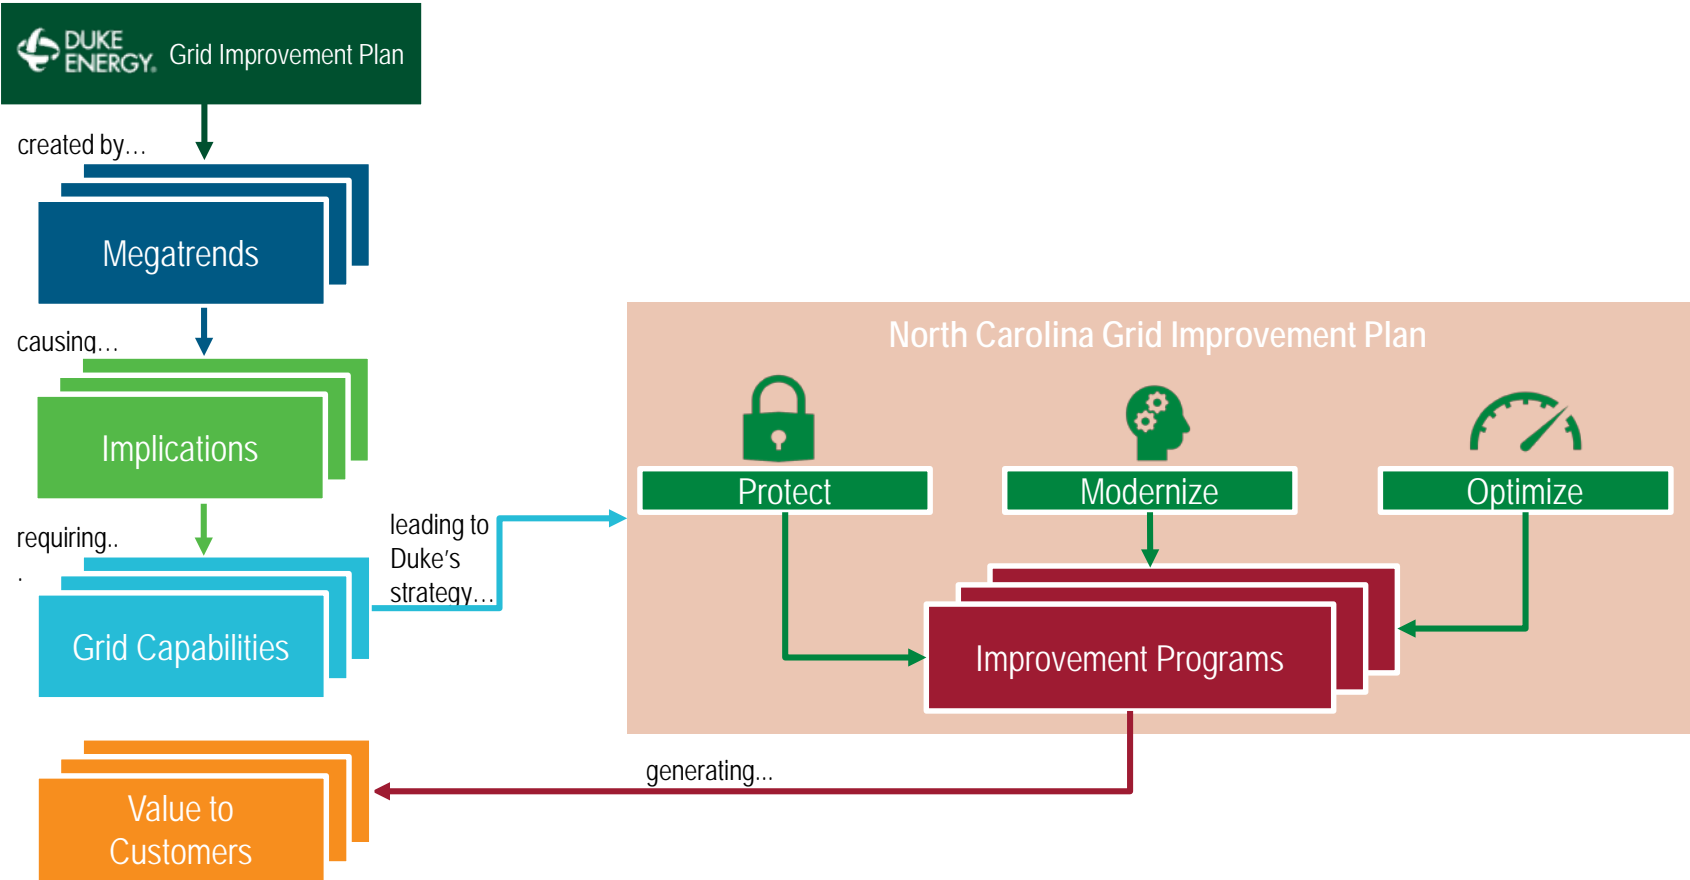 DUKE
ENERGY.
Grid Improvement Plan
created by…
Megatrends
causing…
Implications
requiring..
.
Grid Capabilities
leading to
Duke's
strategy…
North Carolina Grid Improvement Plan
Protect
Modernize
Optimize
Improvement Programs
generating...
Value to
Customers